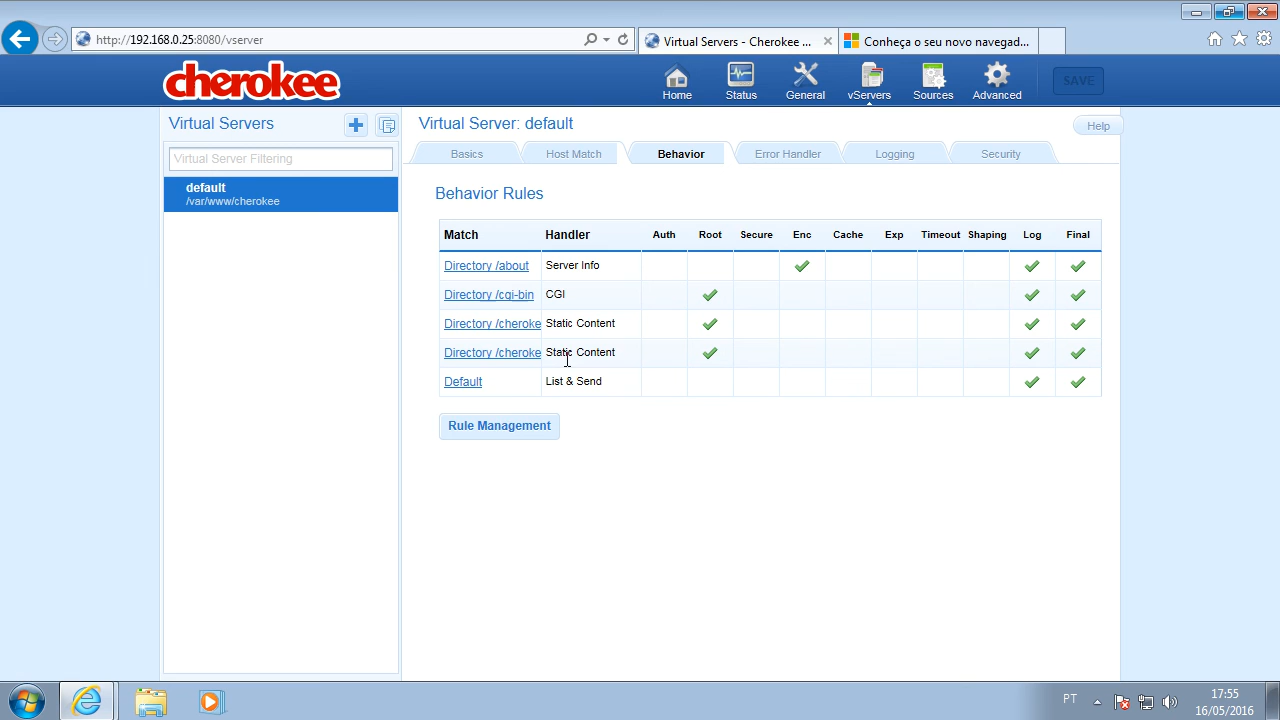 http://192.168.0.25:8080/vserver
Virtual Servers - Cherokee ...
Conheça o seu novo navegad...
cherokee
Home
Status
General
vServers
Sources
Advanced
SAVE
Virtual Servers
Virtual Server Filtering
default
/var/www/cherokee
Virtual Server: default
Help
Basics
Host Match
Behavior
Error Handler
Logging
Security
Behavior Rules
Match Handler Auth Root Secure Enc Cache Exp Timeout Shaping Log Final
Directory /about Server Info
Directory /cgi-bin CGI
Directory /cheroke Static Content
Directory /cheroke Static Content
Default List & Send
Rule Management
PT
17:55
16/05/2016